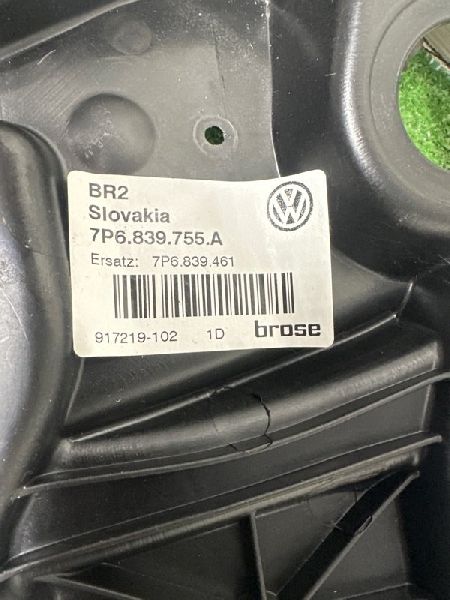 BR2
Slovakia
7P6.839.755.A
Ersatz: 7P6.839.461
917219-102 1D brose